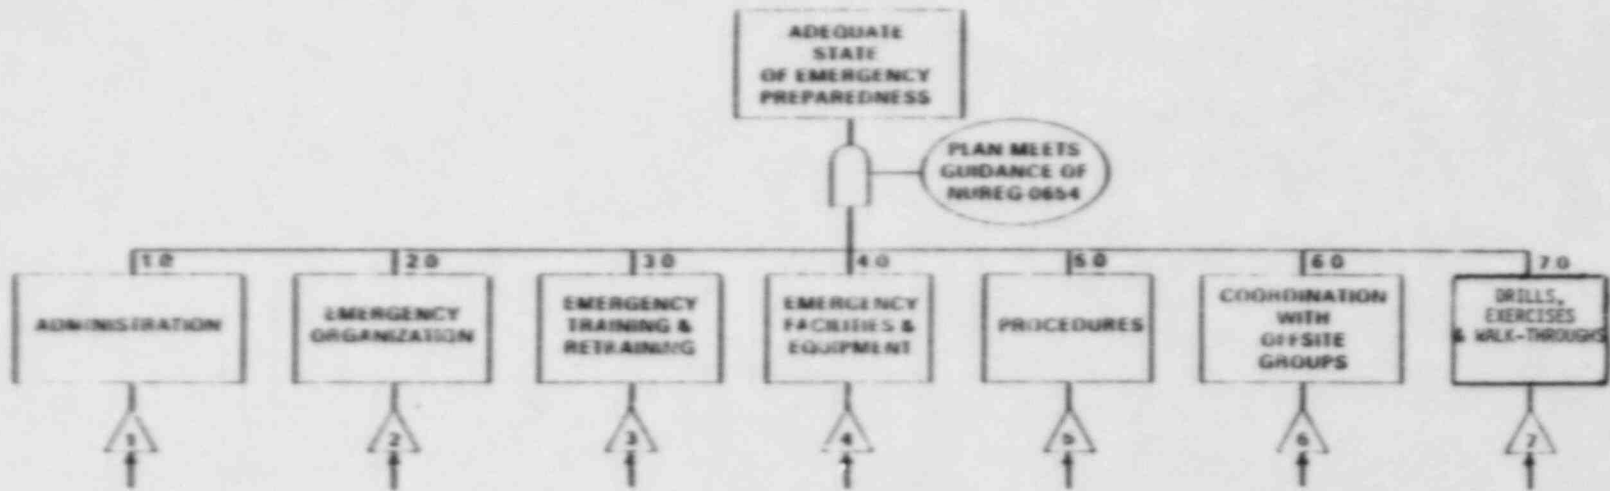 ADEQUATE
STATE
OF EMERGENCY
PREPAREDNESS
PLAN MEETS
GUIDANCE OF
NUREG-0654
1.0
2.0
3.0
4.0
5.0
6.0
7.0
ADMINISTRATION
EMERGENCY
ORGANIZATION
EMERGENCY
TRAINING &
RETRAINING
EMERGENCY
FACILITIES &
EQUIPMENT
PROCEDURES
COORDINATION
WITH
OFFSITE
GROUPS
DRILLS,
EXERCISES
& WALK-THROUGHS
1
2
3
4
5
6
7